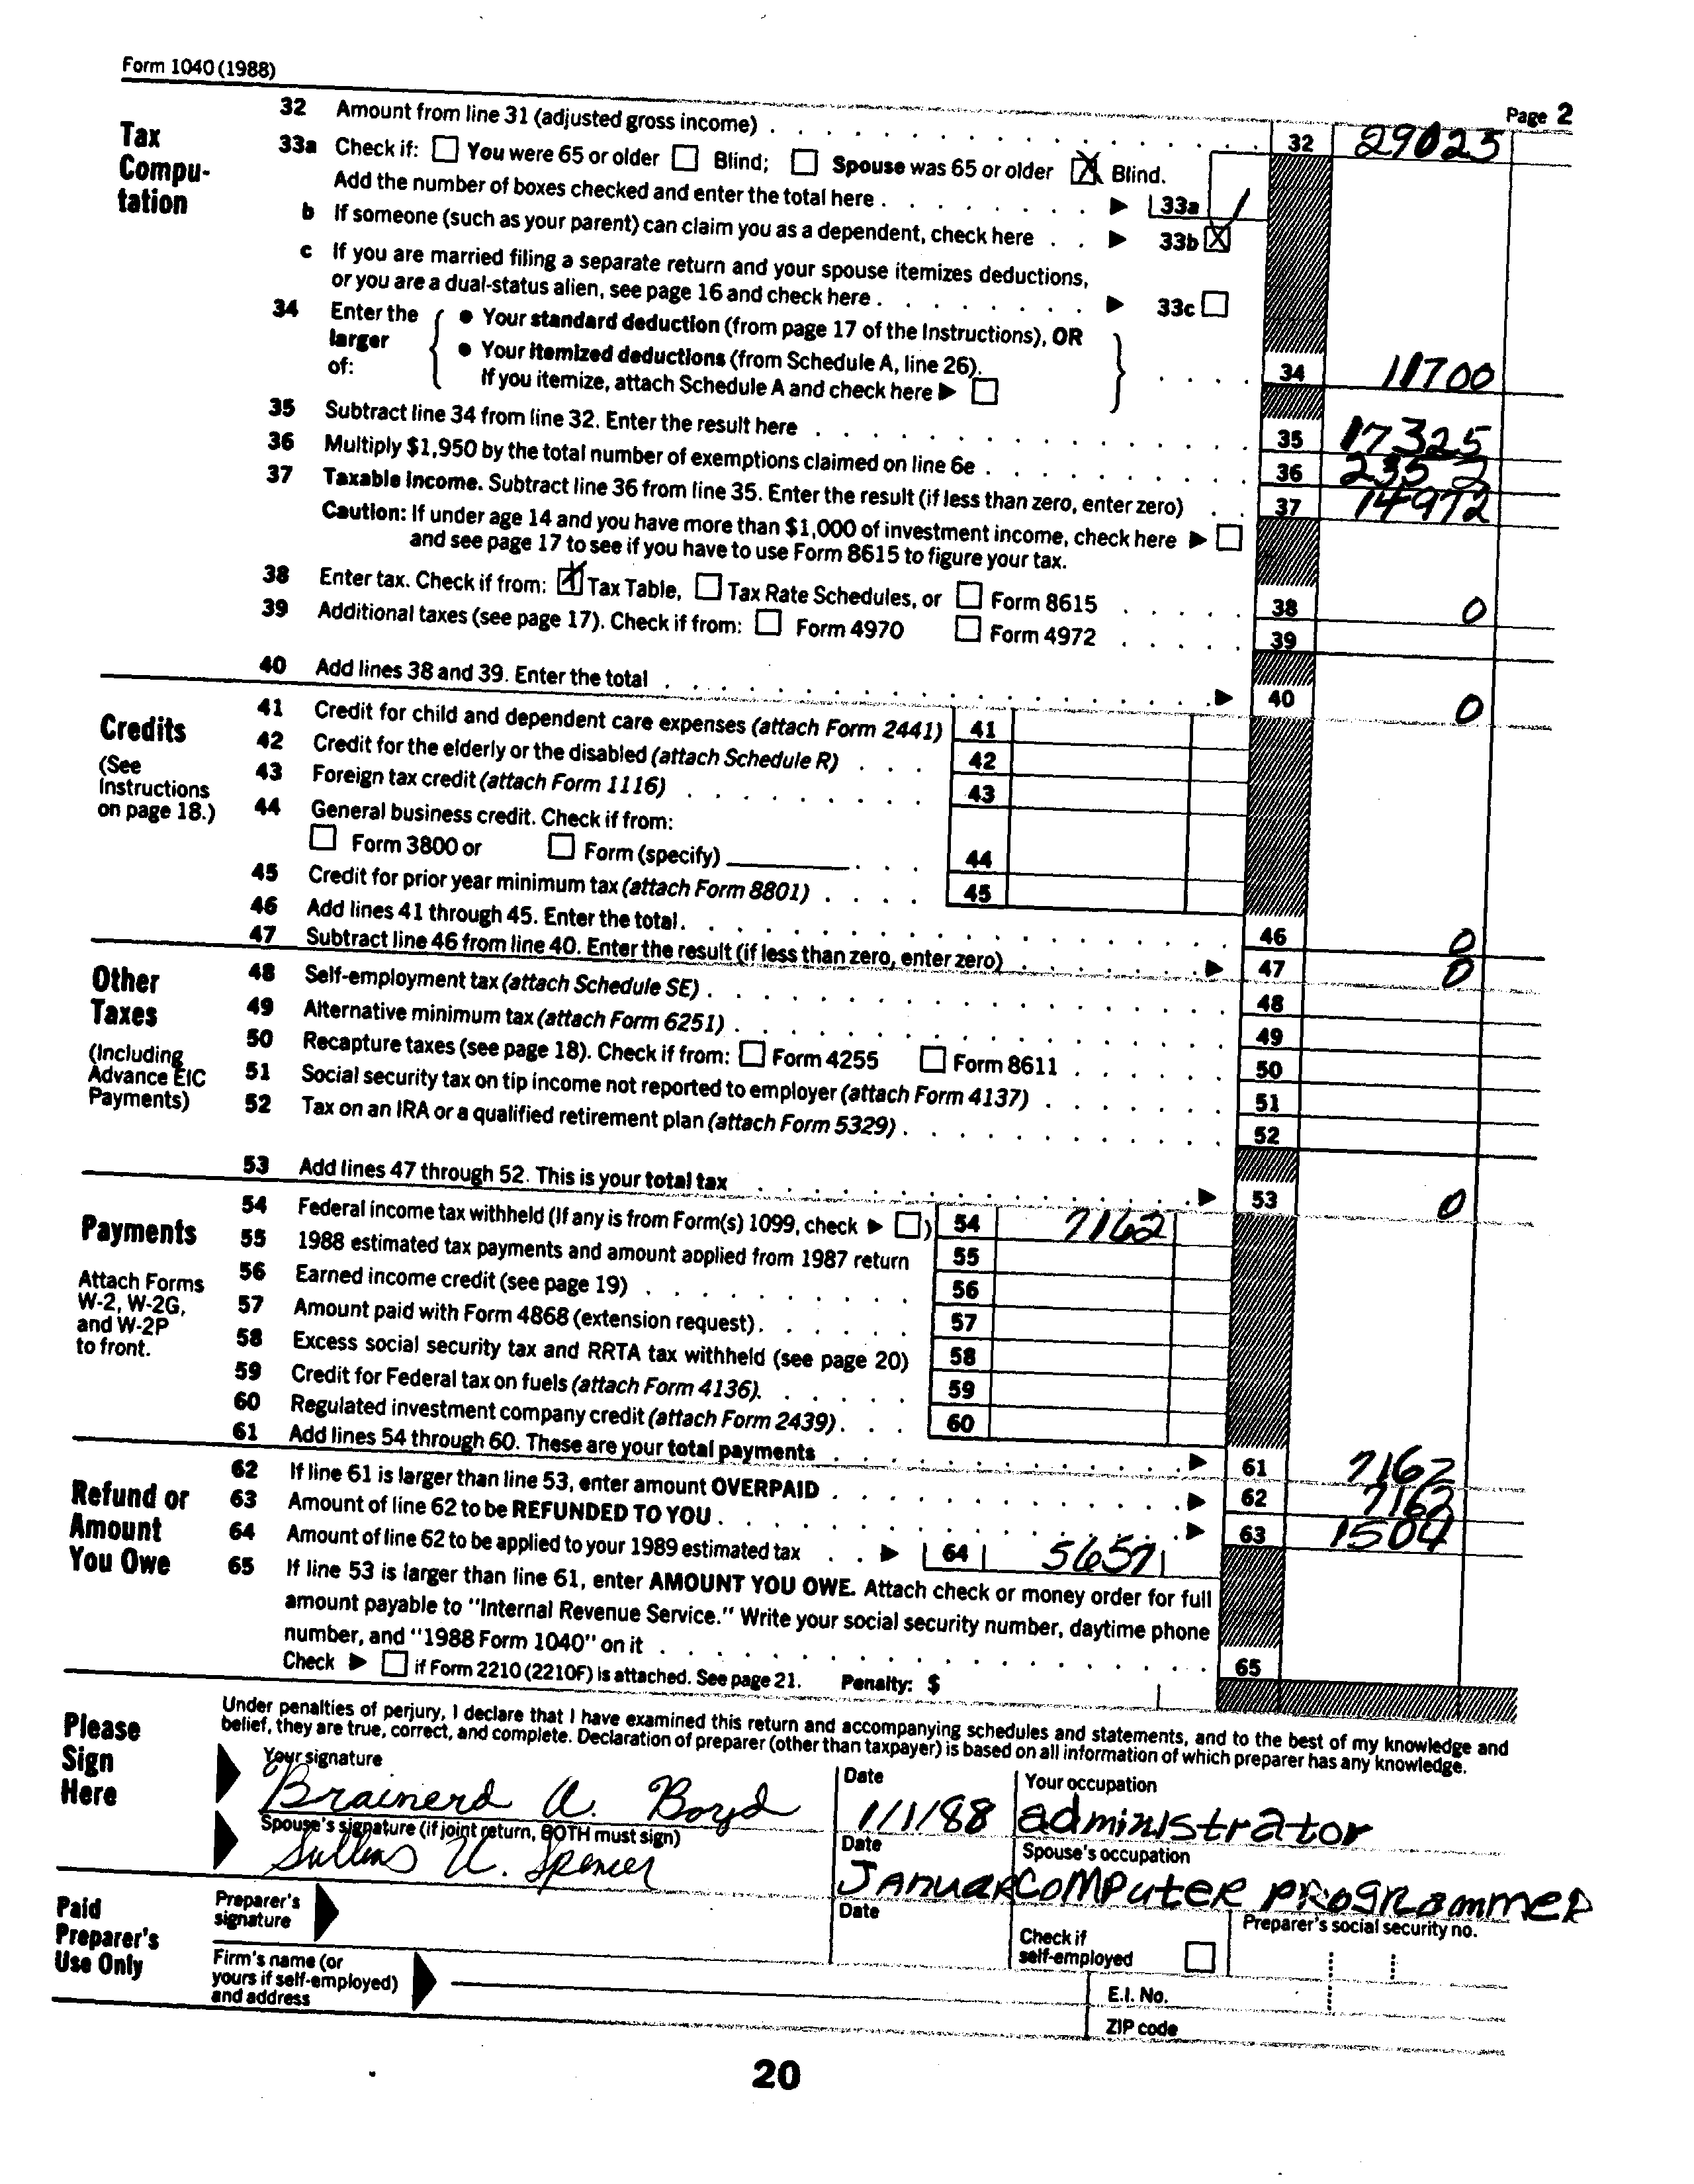 Form 1040 (1988)
Page 2
Tax Compu-tation
32 Amount from line 31 (adjusted gross income) 32 29025
33a Check if: You were 65 or older Blind; Spouse was 65 or older X Blind.
Add the number of boxes checked and enter the total here 33a 1
b If someone (such as your parent) can claim you as a dependent, check here 33b X
c If you are married filing a separate return and your spouse itemizes deductions,
or you are a dual-status alien, see page 16 and check here 33c
34 Enter the larger of:
• Your standard deduction (from page 17 of the Instructions), OR
• Your itemized deductions (from Schedule A, line 26).
If you itemize, attach Schedule A and check here 34 11700
35 Subtract line 34 from line 32. Enter the result here 35 17325
36 Multiply $1,950 by the total number of exemptions claimed on line 6e 36 2352
37 Taxable income. Subtract line 36 from line 35. Enter the result (if less than zero, enter zero) 37 14972
Caution: If under age 14 and you have more than $1,000 of investment income, check here
and see page 17 to see if you have to use Form 8615 to figure your tax.
38 Enter tax. Check if from: X Tax Table, Tax Rate Schedules, or Form 8615 38 0
39 Additional taxes (see page 17). Check if from: Form 4970 Form 4972 39
40 Add lines 38 and 39. Enter the total 40 0
Credits
(See Instructions on page 18.)
41 Credit for child and dependent care expenses (attach Form 2441) 41
42 Credit for the elderly or the disabled (attach Schedule R) 42
43 Foreign tax credit (attach Form 1116) 43
44 General business credit. Check if from:
Form 3800 or Form (specify) 44
45 Credit for prior year minimum tax (attach Form 8801) 45
46 Add lines 41 through 45. Enter the total. 46 0
47 Subtract line 46 from line 40. Enter the result (if less than zero, enter zero) 47 0
Other Taxes
(Including Advance EIC Payments)
48 Self-employment tax (attach Schedule SE) 48
49 Alternative minimum tax (attach Form 6251) 49
50 Recapture taxes (see page 18). Check if from: Form 4255 Form 8611 50
51 Social security tax on tip income not reported to employer (attach Form 4137) 51
52 Tax on an IRA or a qualified retirement plan (attach Form 5329) 52
53 Add lines 47 through 52. This is your total tax 53 0
Payments
Attach Forms W-2, W-2G, and W-2P to front.
54 Federal income tax withheld (If any is from Form(s) 1099, check ) 54 7162
55 1988 estimated tax payments and amount applied from 1987 return 55
56 Earned income credit (see page 19) 56
57 Amount paid with Form 4868 (extension request) 57
58 Excess social security tax and RRTA tax withheld (see page 20) 58
59 Credit for Federal tax on fuels (attach Form 4136). 59
60 Regulated investment company credit (attach Form 2439) 60
61 Add lines 54 through 60. These are your total payments 61 7162
Refund or Amount You Owe
62 If line 61 is larger than line 53, enter amount OVERPAID 62 7162
63 Amount of line 62 to be REFUNDED TO YOU 63 1504
64 Amount of line 62 to be applied to your 1989 estimated tax 64 5657
65 If line 53 is larger than line 61, enter AMOUNT YOU OWE. Attach check or money order for full
amount payable to "Internal Revenue Service." Write your social security number, daytime phone
number, and "1988 Form 1040" on it 65
Check if Form 2210 (2210F) is attached. See page 21. Penalty: $
Please Sign Here
Under penalties of perjury, I declare that I have examined this return and accompanying schedules and statements, and to the best of my knowledge and
belief, they are true, correct, and complete. Declaration of preparer (other than taxpayer) is based on all information of which preparer has any knowledge.
Your signature Date Your occupation
Brainerd A. Boyd 1/1/88 administrator
Spouse's signature (if joint return, BOTH must sign) Date Spouse's occupation
Sullins U. Spencer Januar computer programmer
Paid Preparer's Use Only
Preparer's signature Date Check if self-employed Preparer's social security no.
Firm's name (or yours if self-employed) and address
E.I. No.
ZIP code
20